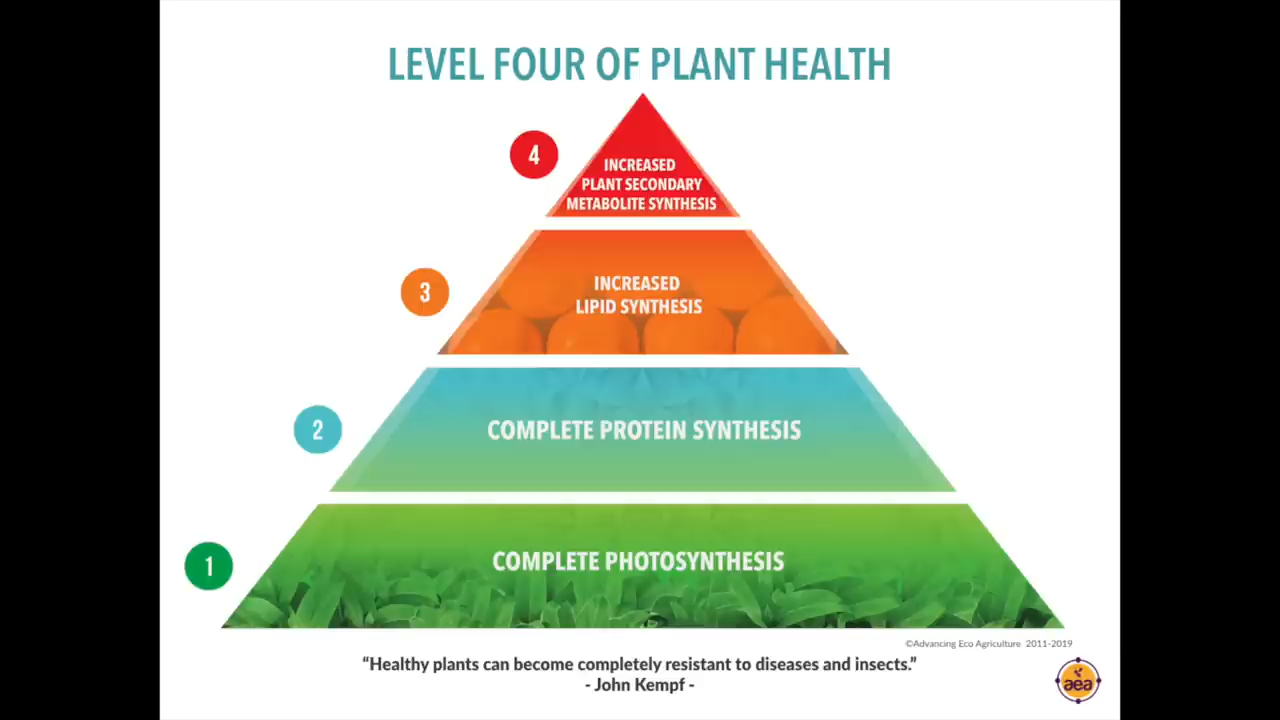 LEVEL FOUR OF PLANT HEALTH
4
INCREASED
PLANT SECONDARY
METABOLITE SYNTHESIS
3
INCREASED
LIPID SYNTHESIS
2
COMPLETE PROTEIN SYNTHESIS
1
COMPLETE PHOTOSYNTHESIS
©Advancing Eco Agriculture 2011-2019
“Healthy plants can become completely resistant to diseases and insects.”
- John Kempf -
aea